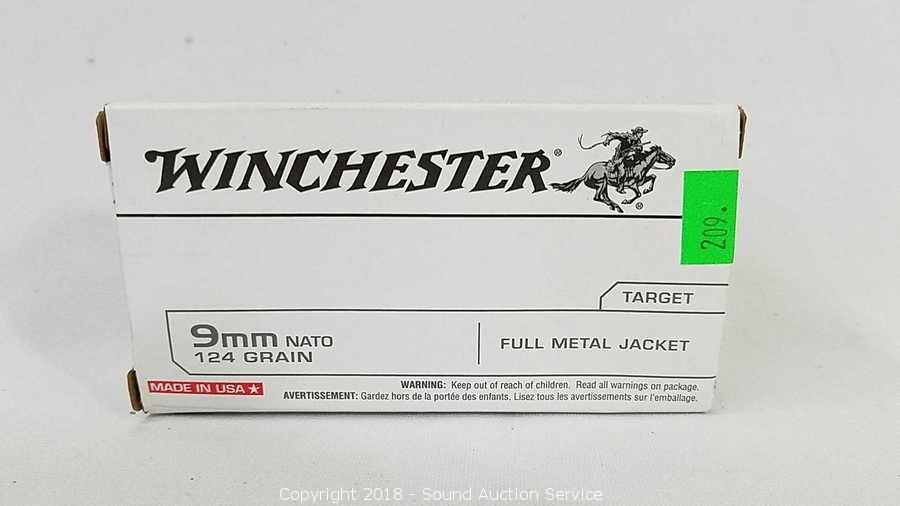 WINCHESTER®
®
209.
TARGET
9mm NATO
124 GRAIN
FULL METAL JACKET
MADE IN USA★
WARNING: Keep out of reach of children. Read all warnings on package.
AVERTISSEMENT: Gardez hors de la portée des enfants. Lisez tous les avertissements sur l'emballage.
Copyright 2018 - Sound Auction Service